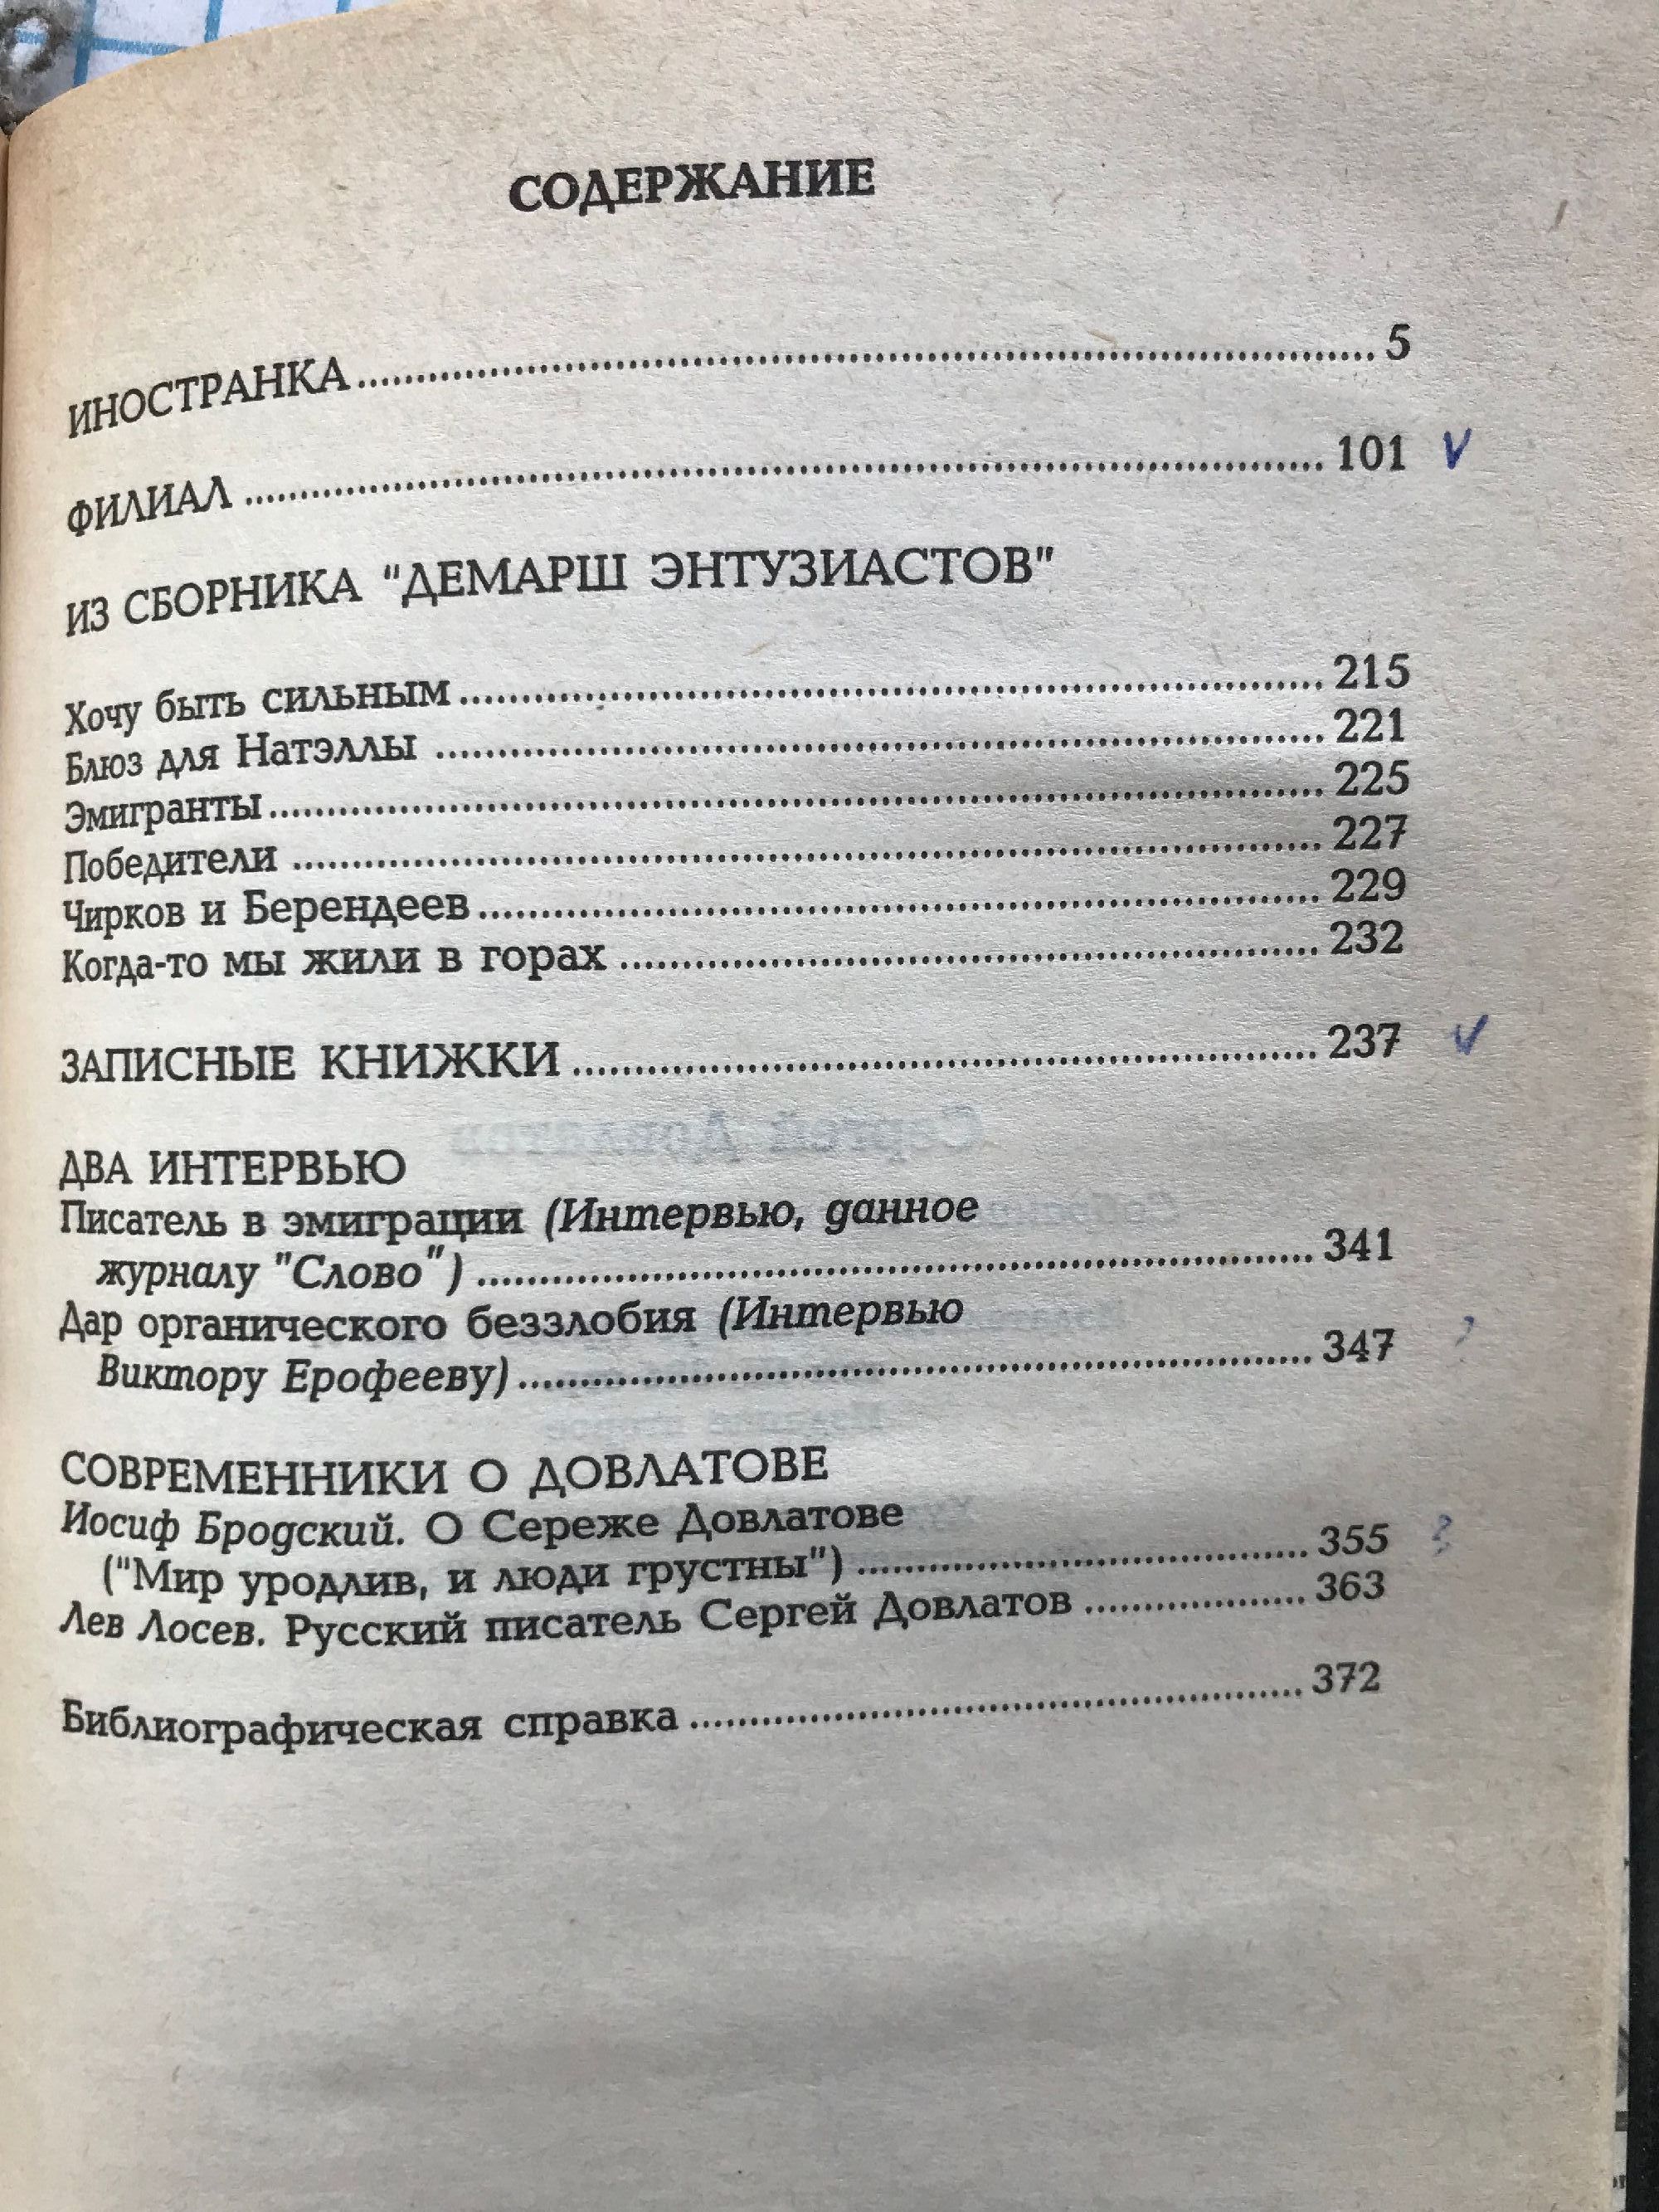 СОДЕРЖАНИЕ
ИНОСТРАНКА 5
ФИЛИАЛ 101 V
ИЗ СБОРНИКА "ДЕМАРШ ЭНТУЗИАСТОВ"
Хочу быть сильным 215
Блюз для Натэллы 221
Эмигранты 225
Победители 227
Чирков и Берендеев 229
Когда-то мы жили в горах 232
ЗАПИСНЫЕ КНИЖКИ 237 V
ДВА ИНТЕРВЬЮ
Писатель в эмиграции (Интервью, данное
журналу "Слово") 341
Дар органического беззлобия (Интервью
Виктору Ерофееву) 347 ?
СОВРЕМЕННИКИ О ДОВЛАТОВЕ
Иосиф Бродский. О Сереже Довлатове
("Мир уродлив, и люди грустны") 355 ?
Лев Лосев. Русский писатель Сергей Довлатов 363
Библиографическая справка 372